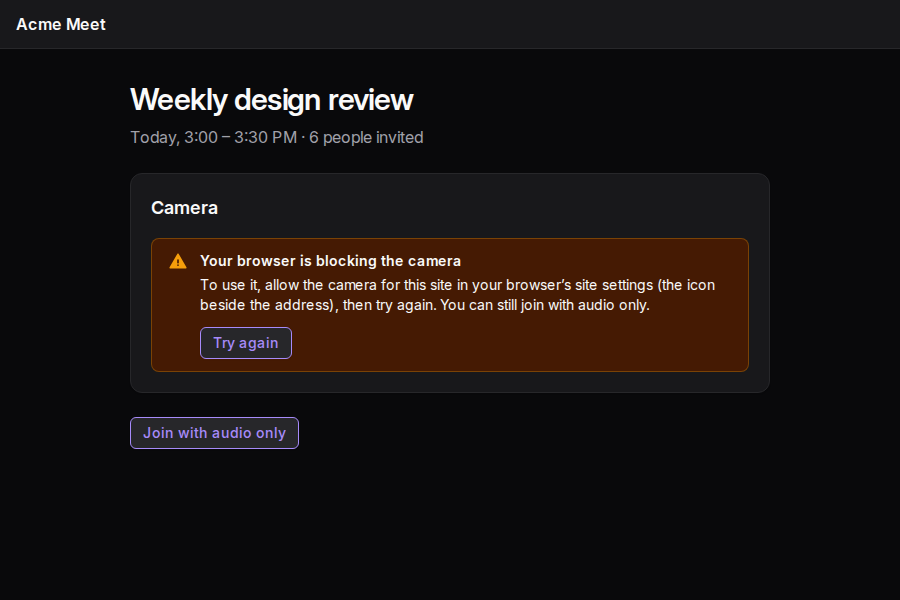 Acme Meet
Weekly design review
Today, 3:00 – 3:30 PM · 6 people invited
Camera
Your browser is blocking the camera
To use it, allow the camera for this site in your browser’s site settings (the icon
beside the address), then try again. You can still join with audio only.
Try again
Join with audio only